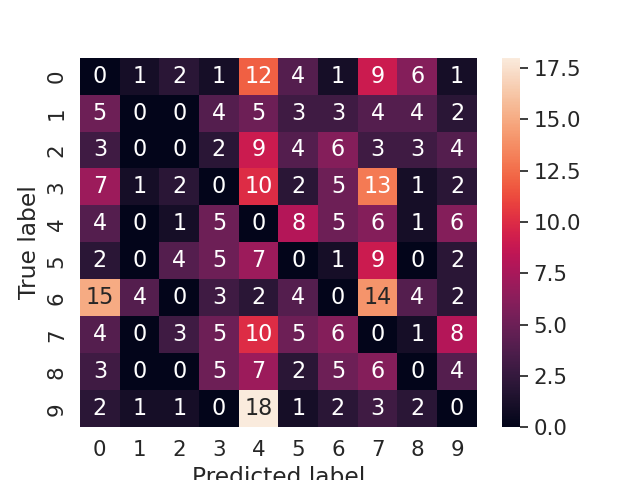 0 0 1 2 1 12 4 1 9 6 1
1 5 0 0 4 5 3 3 4 4 2
2 3 0 0 2 9 4 6 3 3 4
3 7 1 2 0 10 2 5 13 1 2
4 4 0 1 5 0 8 5 6 1 6
5 2 0 4 5 7 0 1 9 0 2
6 15 4 0 3 2 4 0 14 4 2
7 4 0 3 5 10 5 6 0 1 8
8 3 0 0 5 7 2 5 6 0 4
9 2 1 1 0 18 1 2 3 2 0
0 1 2 3 4 5 6 7 8 9
True label
Predicted label
17.5
15.0
12.5
10.0
7.5
5.0
2.5
0.0